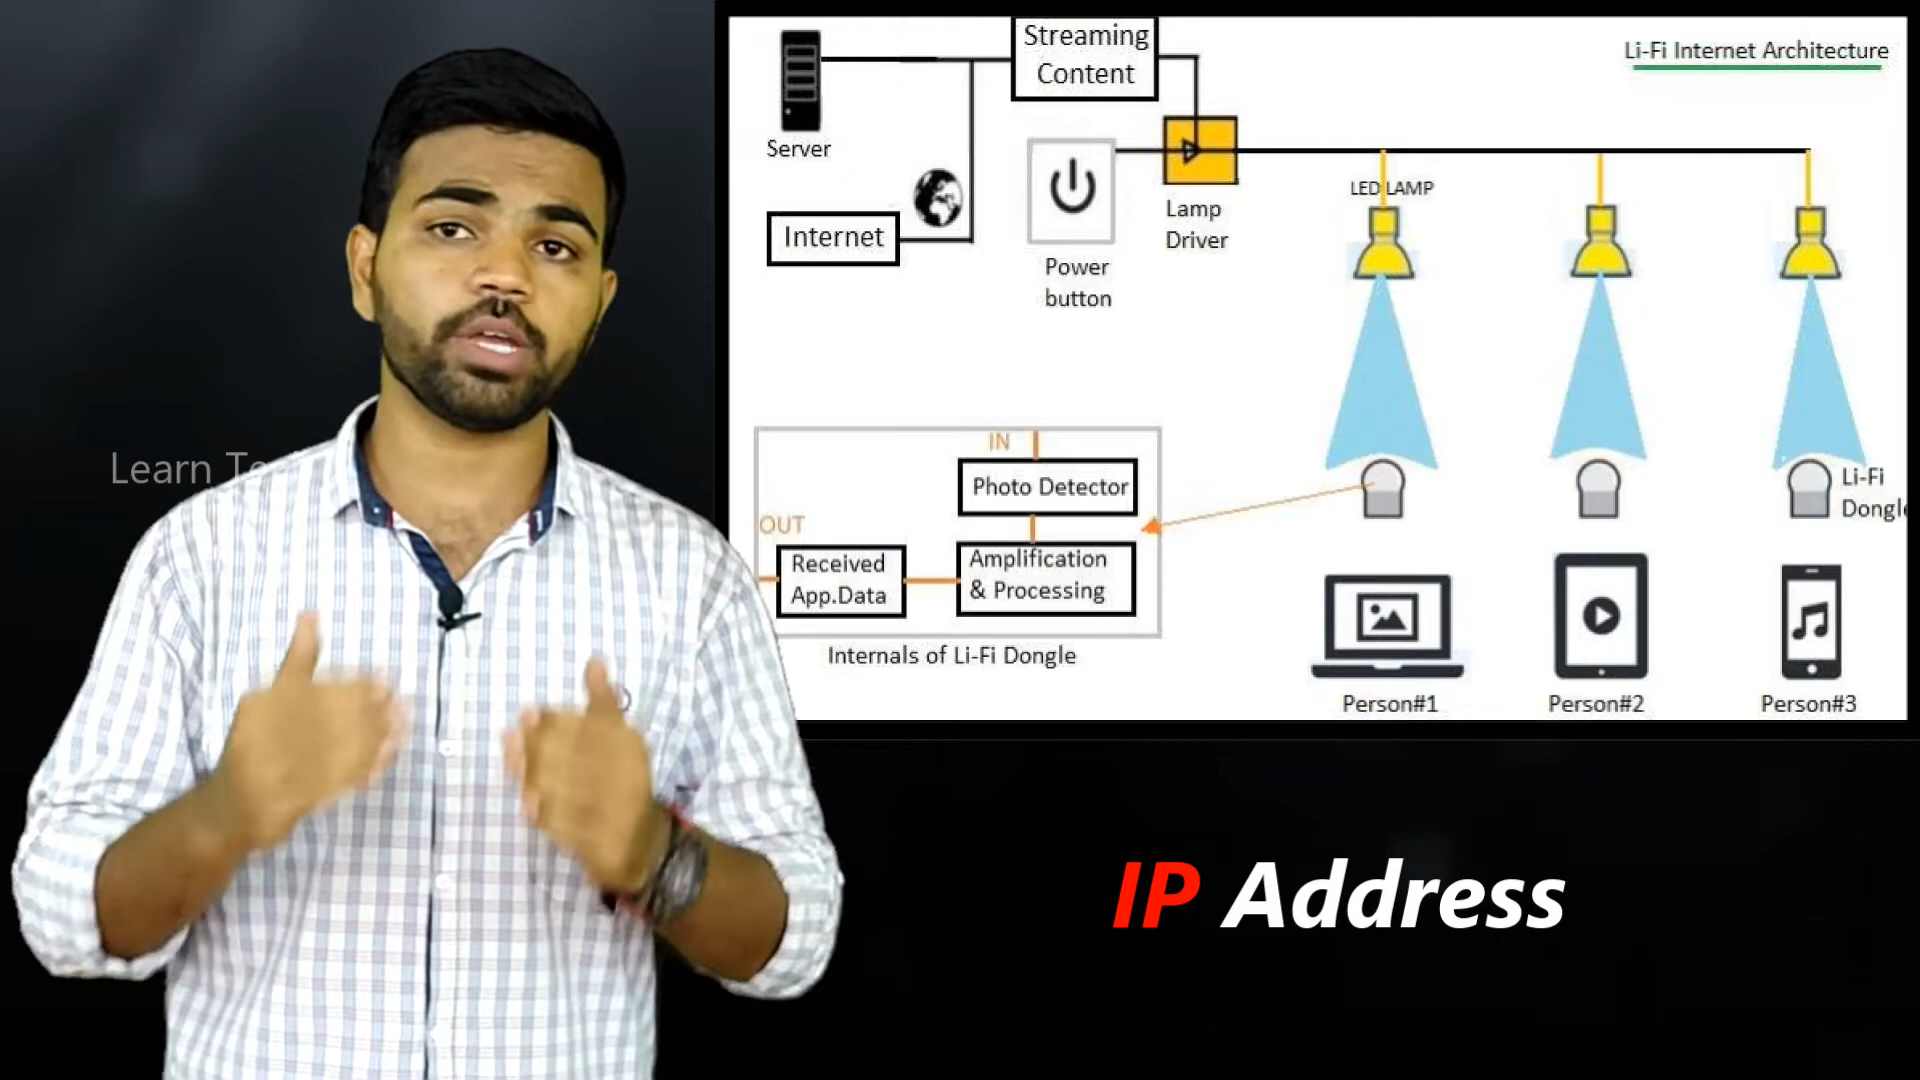 Streaming
Content
Li-Fi Internet Architecture
Server
Internet
Power
button
Lamp
Driver
LED LAMP
Learn
IN
Photo Detector
OUT
Received
App.Data
Amplification
& Processing
Internals of Li-Fi Dongle
Li-Fi
Dongle
Person#1
Person#2
Person#3
IP Address